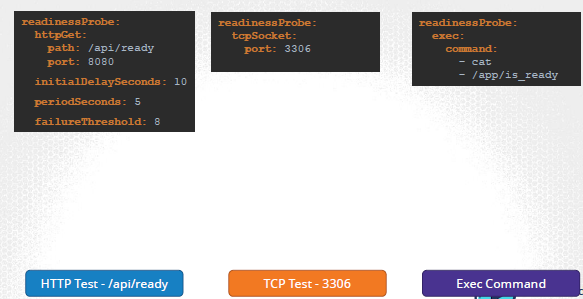 readinessProbe:
  httpGet:
    path: /api/ready
    port: 8080
  initialDelaySeconds: 10
  periodSeconds: 5
  failureThreshold: 8
readinessProbe:
  tcpSocket:
    port: 3306
readinessProbe:
  exec:
    command:
      - cat
      - /app/is_ready
HTTP Test - /api/ready
TCP Test - 3306
Exec Command